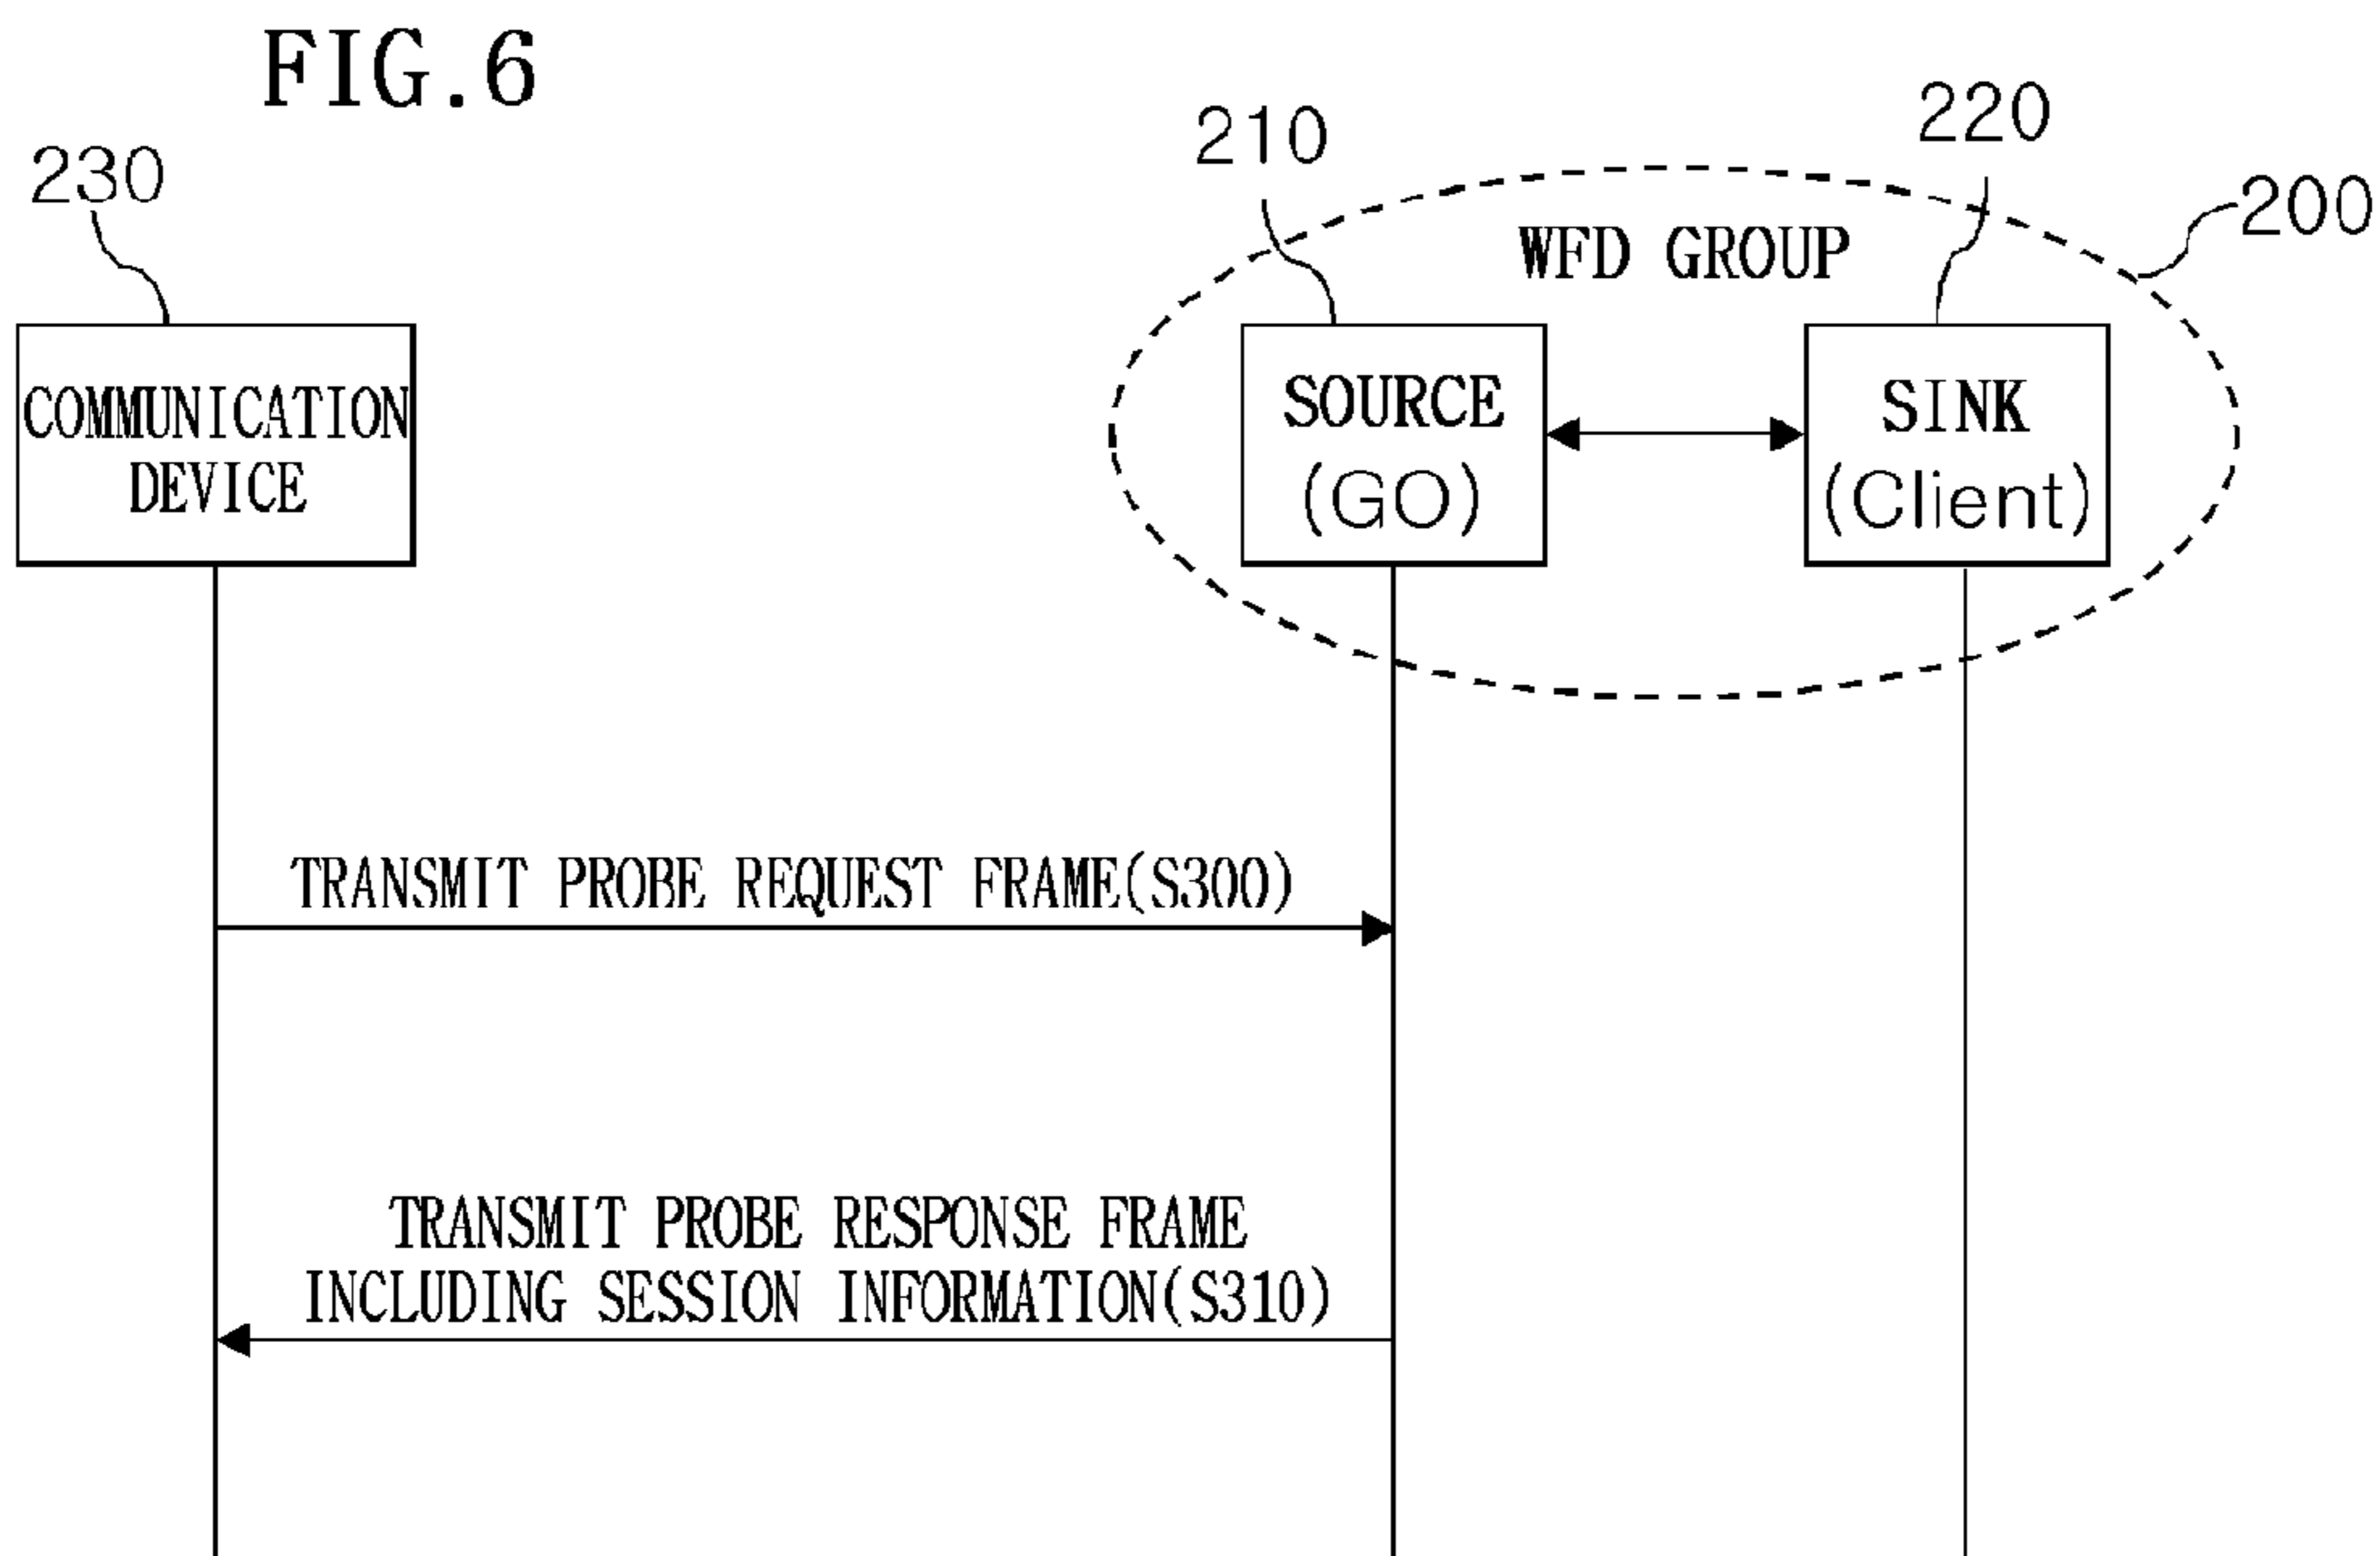 FIG.6
230
210
220
200
WFD GROUP
COMMUNICATION
DEVICE
SOURCE
(GO)
SINK
(Client)
TRANSMIT PROBE REQUEST FRAME(S300)
TRANSMIT PROBE RESPONSE FRAME
INCLUDING SESSION INFORMATION(S310)